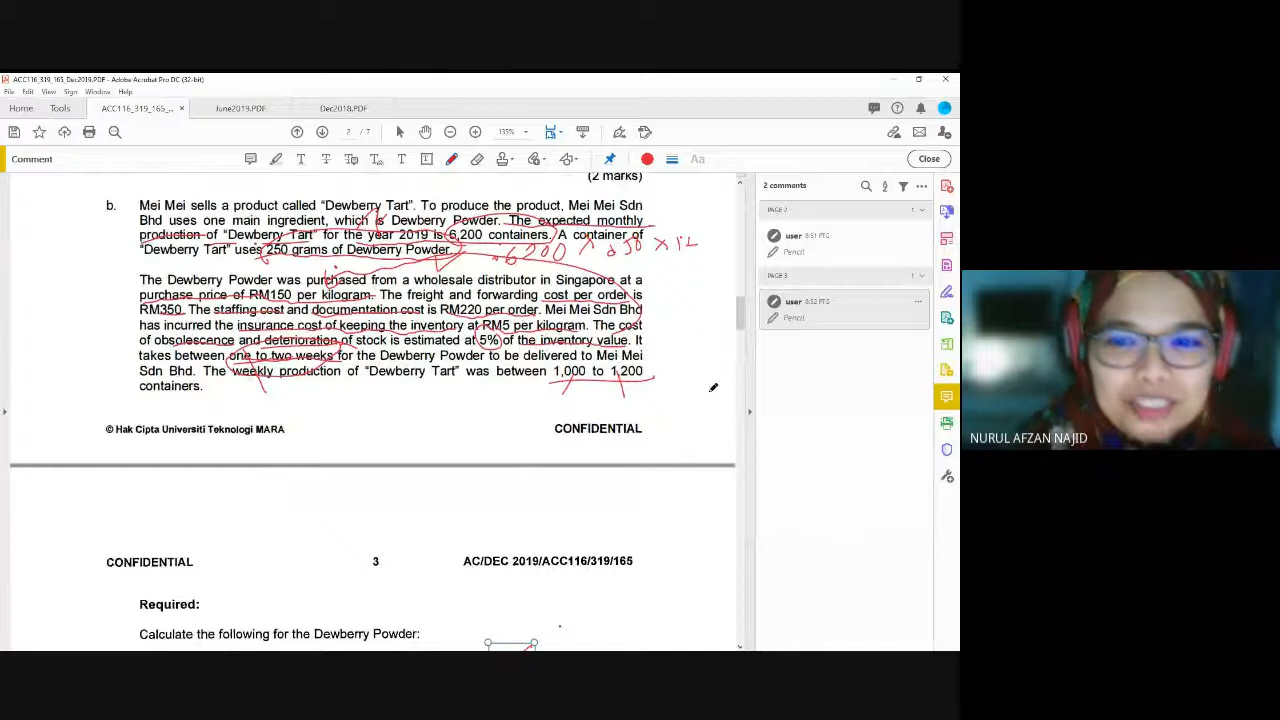 ACC116_319_165_Dec2019.PDF - Adobe Acrobat Pro DC (32-bit)
File Edit View Sign Window Help
Home Tools ACC116_319_165_... × June2019.PDF Dec2018.PDF
2 / 7 133%
Comment Aa Close
(2 marks)
b. Mei Mei sells a product called “Dewberry Tart”. To produce the product, Mei Mei Sdn
Bhd uses one main ingredient, which is Dewberry Powder. The expected monthly
production of “Dewberry Tart” for the year 2019 is 6,200 containers. A container of
“Dewberry Tart” uses 250 grams of Dewberry Powder.
6200 × 250 × 12
The Dewberry Powder was purchased from a wholesale distributor in Singapore at a
purchase price of RM150 per kilogram. The freight and forwarding cost per order is
RM350. The staffing cost and documentation cost is RM220 per order. Mei Mei Sdn Bhd
has incurred the insurance cost of keeping the inventory at RM5 per kilogram. The cost
of obsolescence and deterioration of stock is estimated at 5% of the inventory value. It
takes between one to two weeks for the Dewberry Powder to be delivered to Mei Mei
Sdn Bhd. The weekly production of “Dewberry Tart” was between 1,000 to 1,200
containers.
© Hak Cipta Universiti Teknologi MARA CONFIDENTIAL
CONFIDENTIAL 3 AC/DEC 2019/ACC116/319/165
Required:
Calculate the following for the Dewberry Powder:
2 comments
PAGE 2 1
user 8:51 PTG
Pencil
PAGE 3 1
user 8:52 PTG
Pencil
NURUL AFZAN NAJID